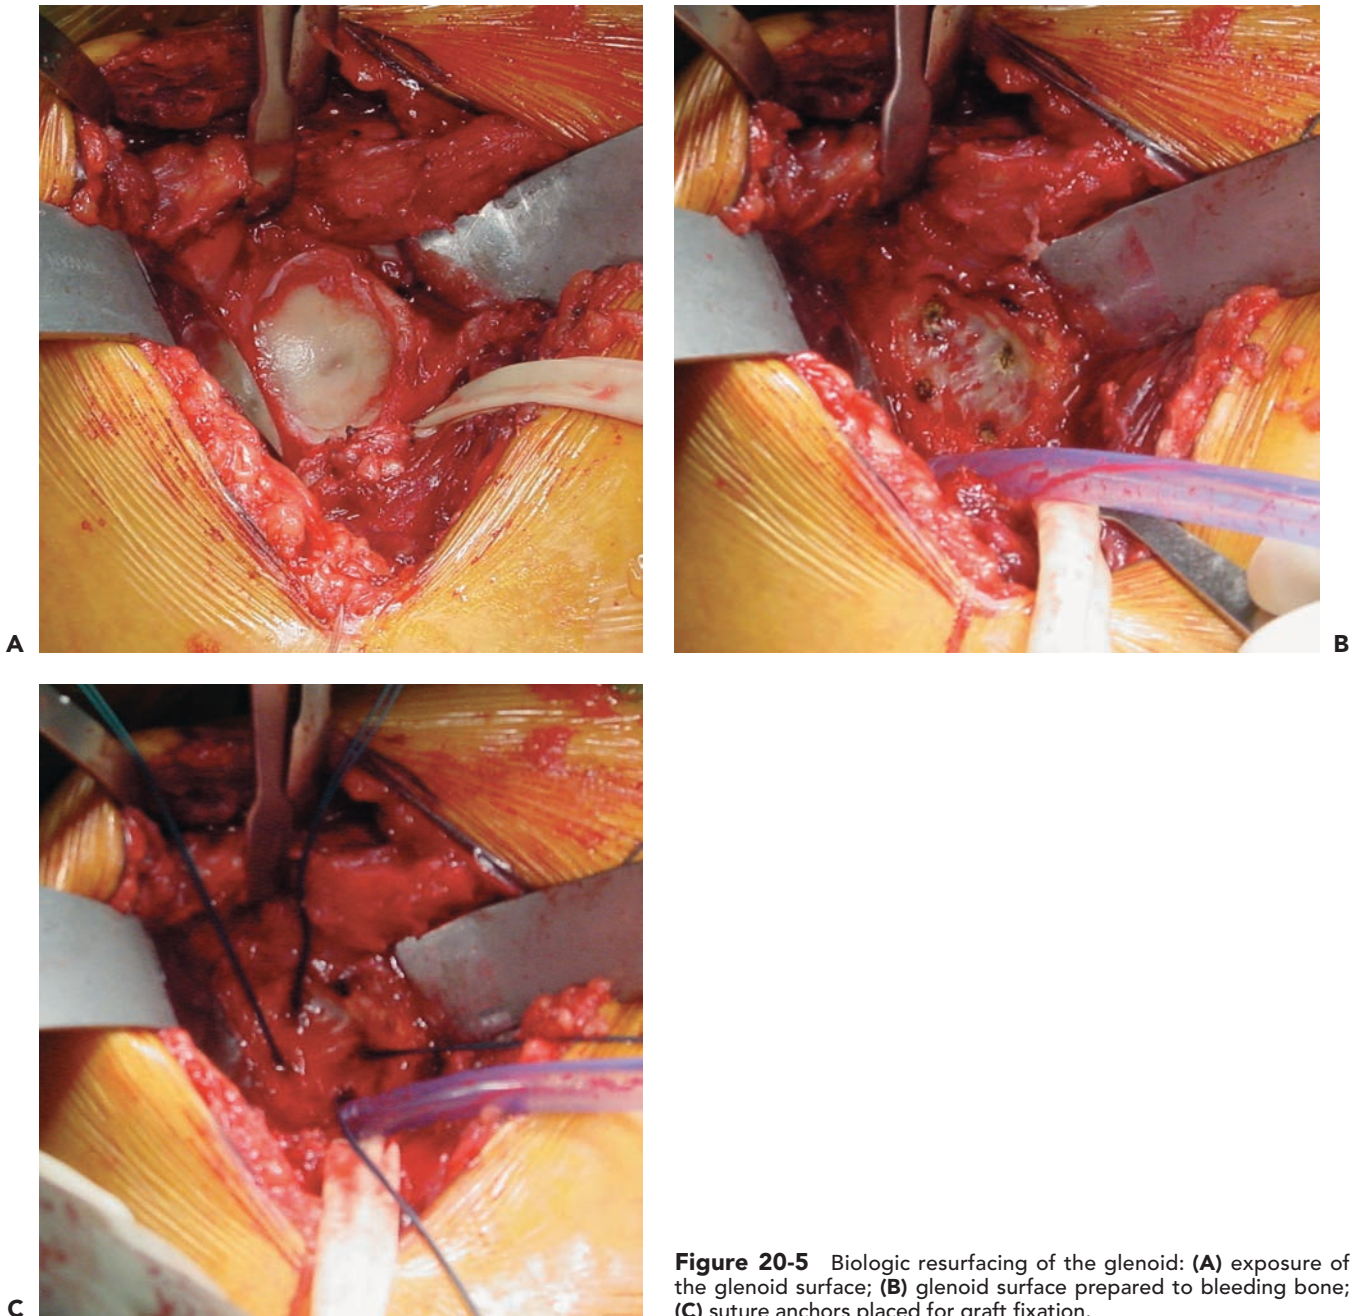 A
B
C
Figure 20-5 Biologic resurfacing of the glenoid: (A) exposure of
the glenoid surface; (B) glenoid surface prepared to bleeding bone;
(C) suture anchors placed for graft fixation.